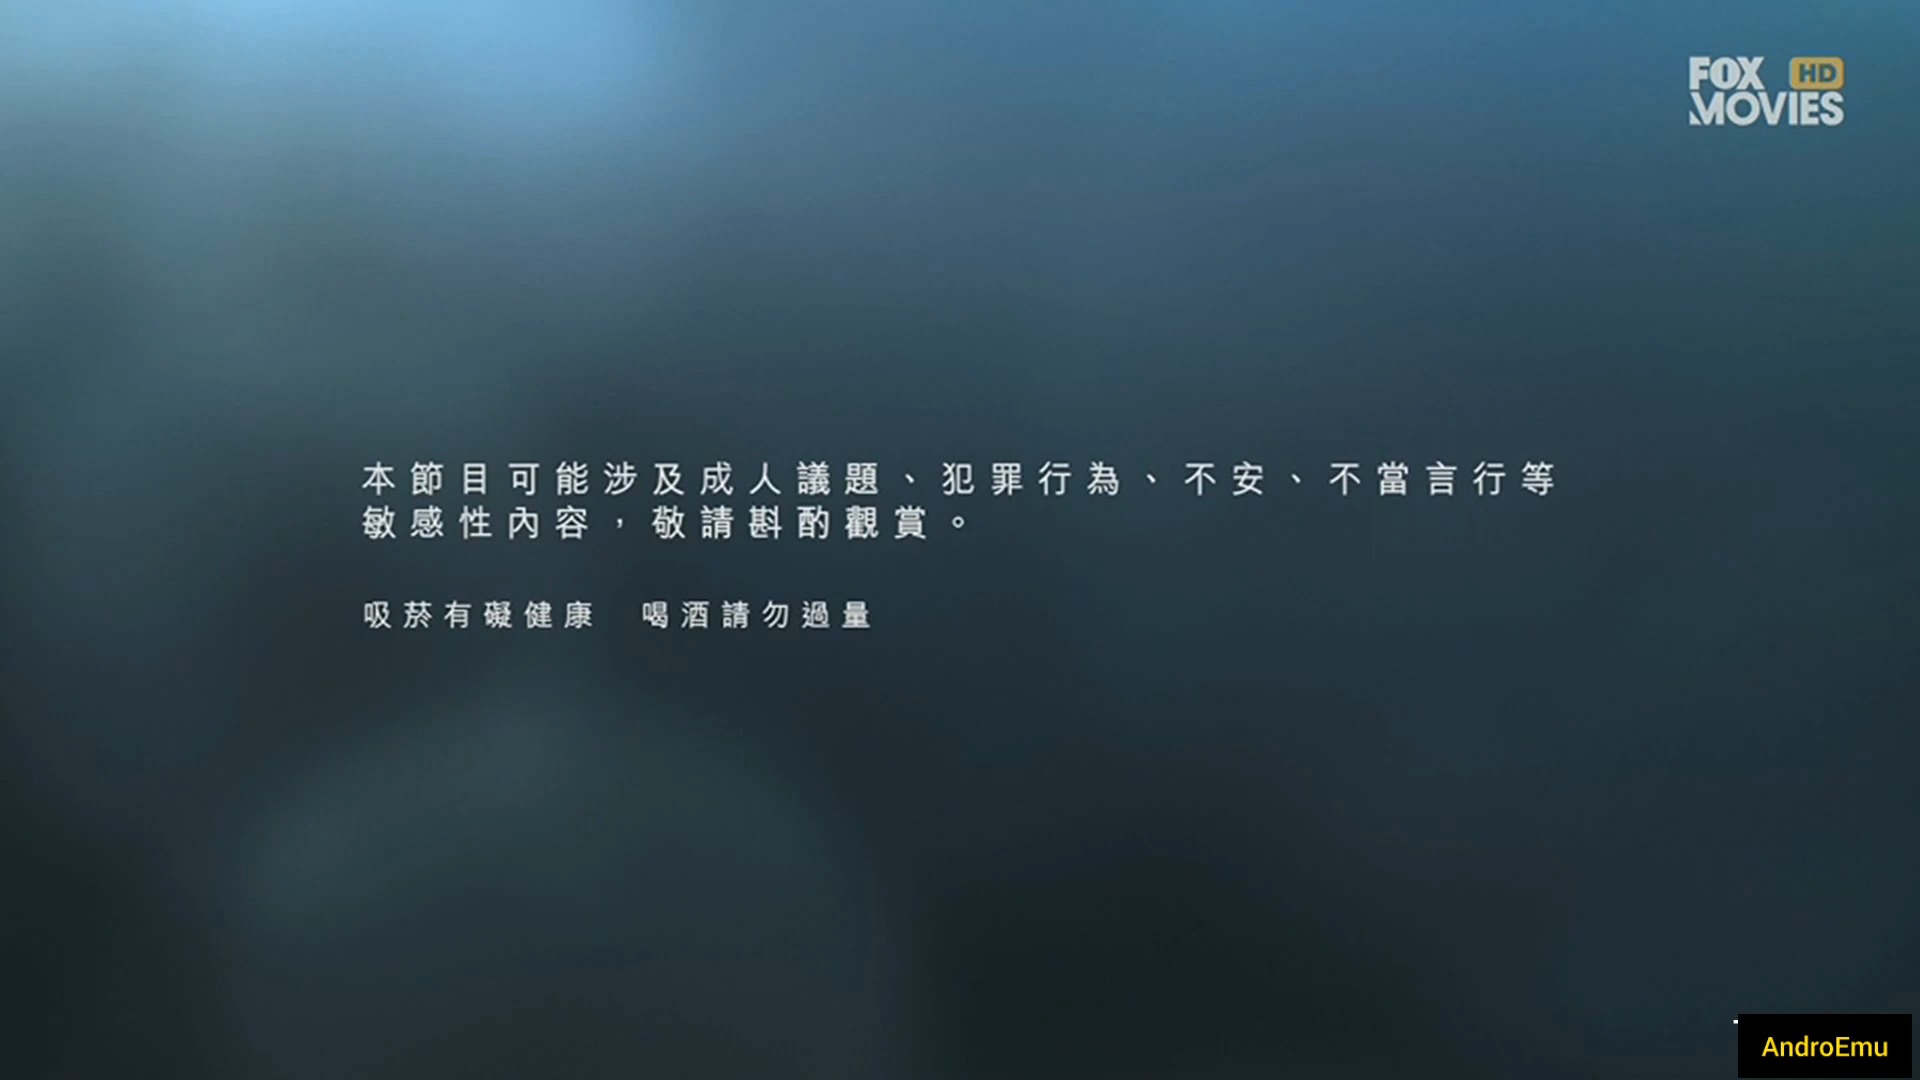 FOX HD
MOVIES
本節目可能涉及成人議題、犯罪行為、不安、不當言行等
敏感性內容，敬請斟酌觀賞。
吸菸有礙健康　喝酒請勿過量
AndroEmu